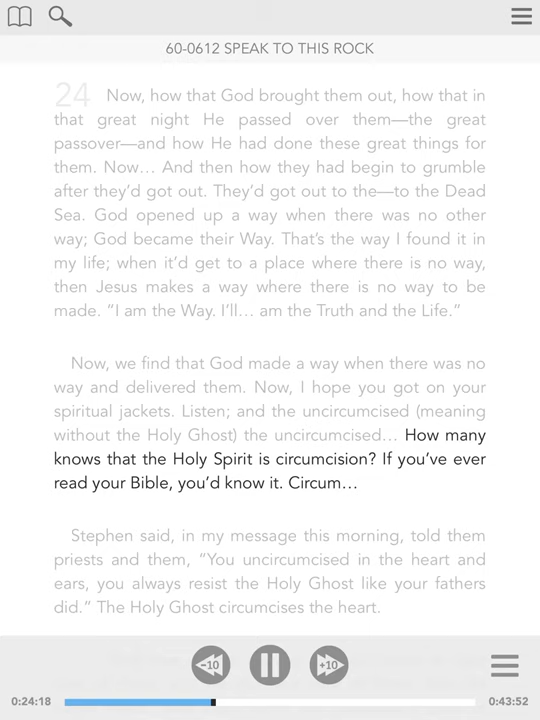 60-0612 SPEAK TO THIS ROCK
24 Now, how that God brought them out, how that in
that great night He passed over them—the great
passover—and how He had done these great things for
them. Now… And then how they had begin to grumble
after they’d got out. They’d got out to the—to the Dead
Sea. God opened up a way when there was no other
way; God became their Way. That’s the way I found it in
my life; when it’d get to a place where there is no way,
then Jesus makes a way where there is no way to be
made. “I am the Way. I’ll… am the Truth and the Life.”
Now, we find that God made a way when there was no
way and delivered them. Now, I hope you got on your
spiritual jackets. Listen; and the uncircumcised (meaning
without the Holy Ghost) the uncircumcised… How many
knows that the Holy Spirit is circumcision? If you’ve ever
read your Bible, you’d know it. Circum…
Stephen said, in my message this morning, told them
priests and them, “You uncircumcised in the heart and
ears, you always resist the Holy Ghost like your fathers
did.” The Holy Ghost circumcises the heart.
-10 +10
0:24:18 0:43:52